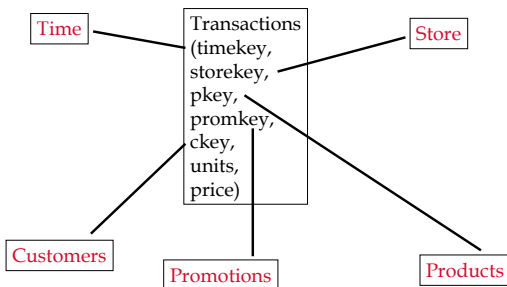 Time
Transactions
(timekey,
storekey,
pkey,
promkey,
ckey,
units,
price)
Store
Customers
Promotions
Products